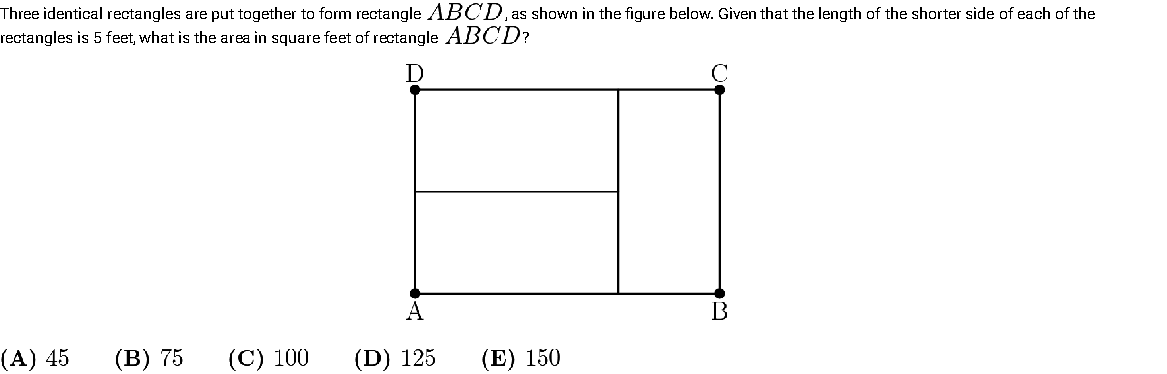 Three identical rectangles are put together to form rectangle ABCD, as shown in the figure below. Given that the length of the shorter side of each of the
rectangles is 5 feet, what is the area in square feet of rectangle ABCD?
D C
A B
(A) 45 (B) 75 (C) 100 (D) 125 (E) 150